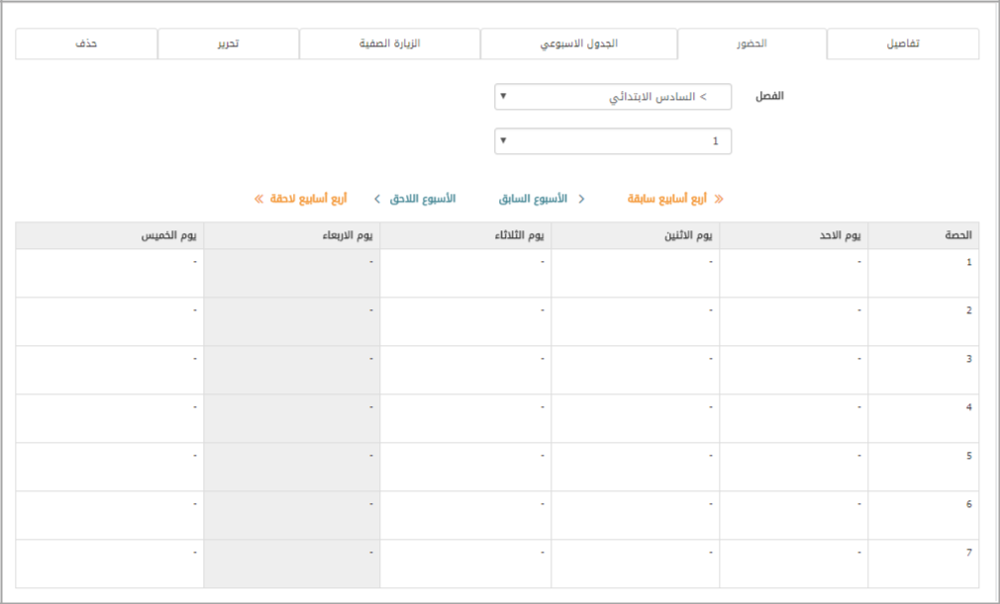 تفاصيل الحضور الجدول الاسبوعي الزيارة الصفية تحرير حذف
الفصل > السادس الابتدائي
1
أربع أسابيع سابقة الأسبوع السابق الأسبوع اللاحق أربع أسابيع لاحقة
الحصة يوم الاحد يوم الاثنين يوم الثلاثاء يوم الاربعاء يوم الخميس
1 - - - - -
2 - - - - -
3 - - - - -
4 - - - - -
5 - - - - -
6 - - - - -
7 - - - - -